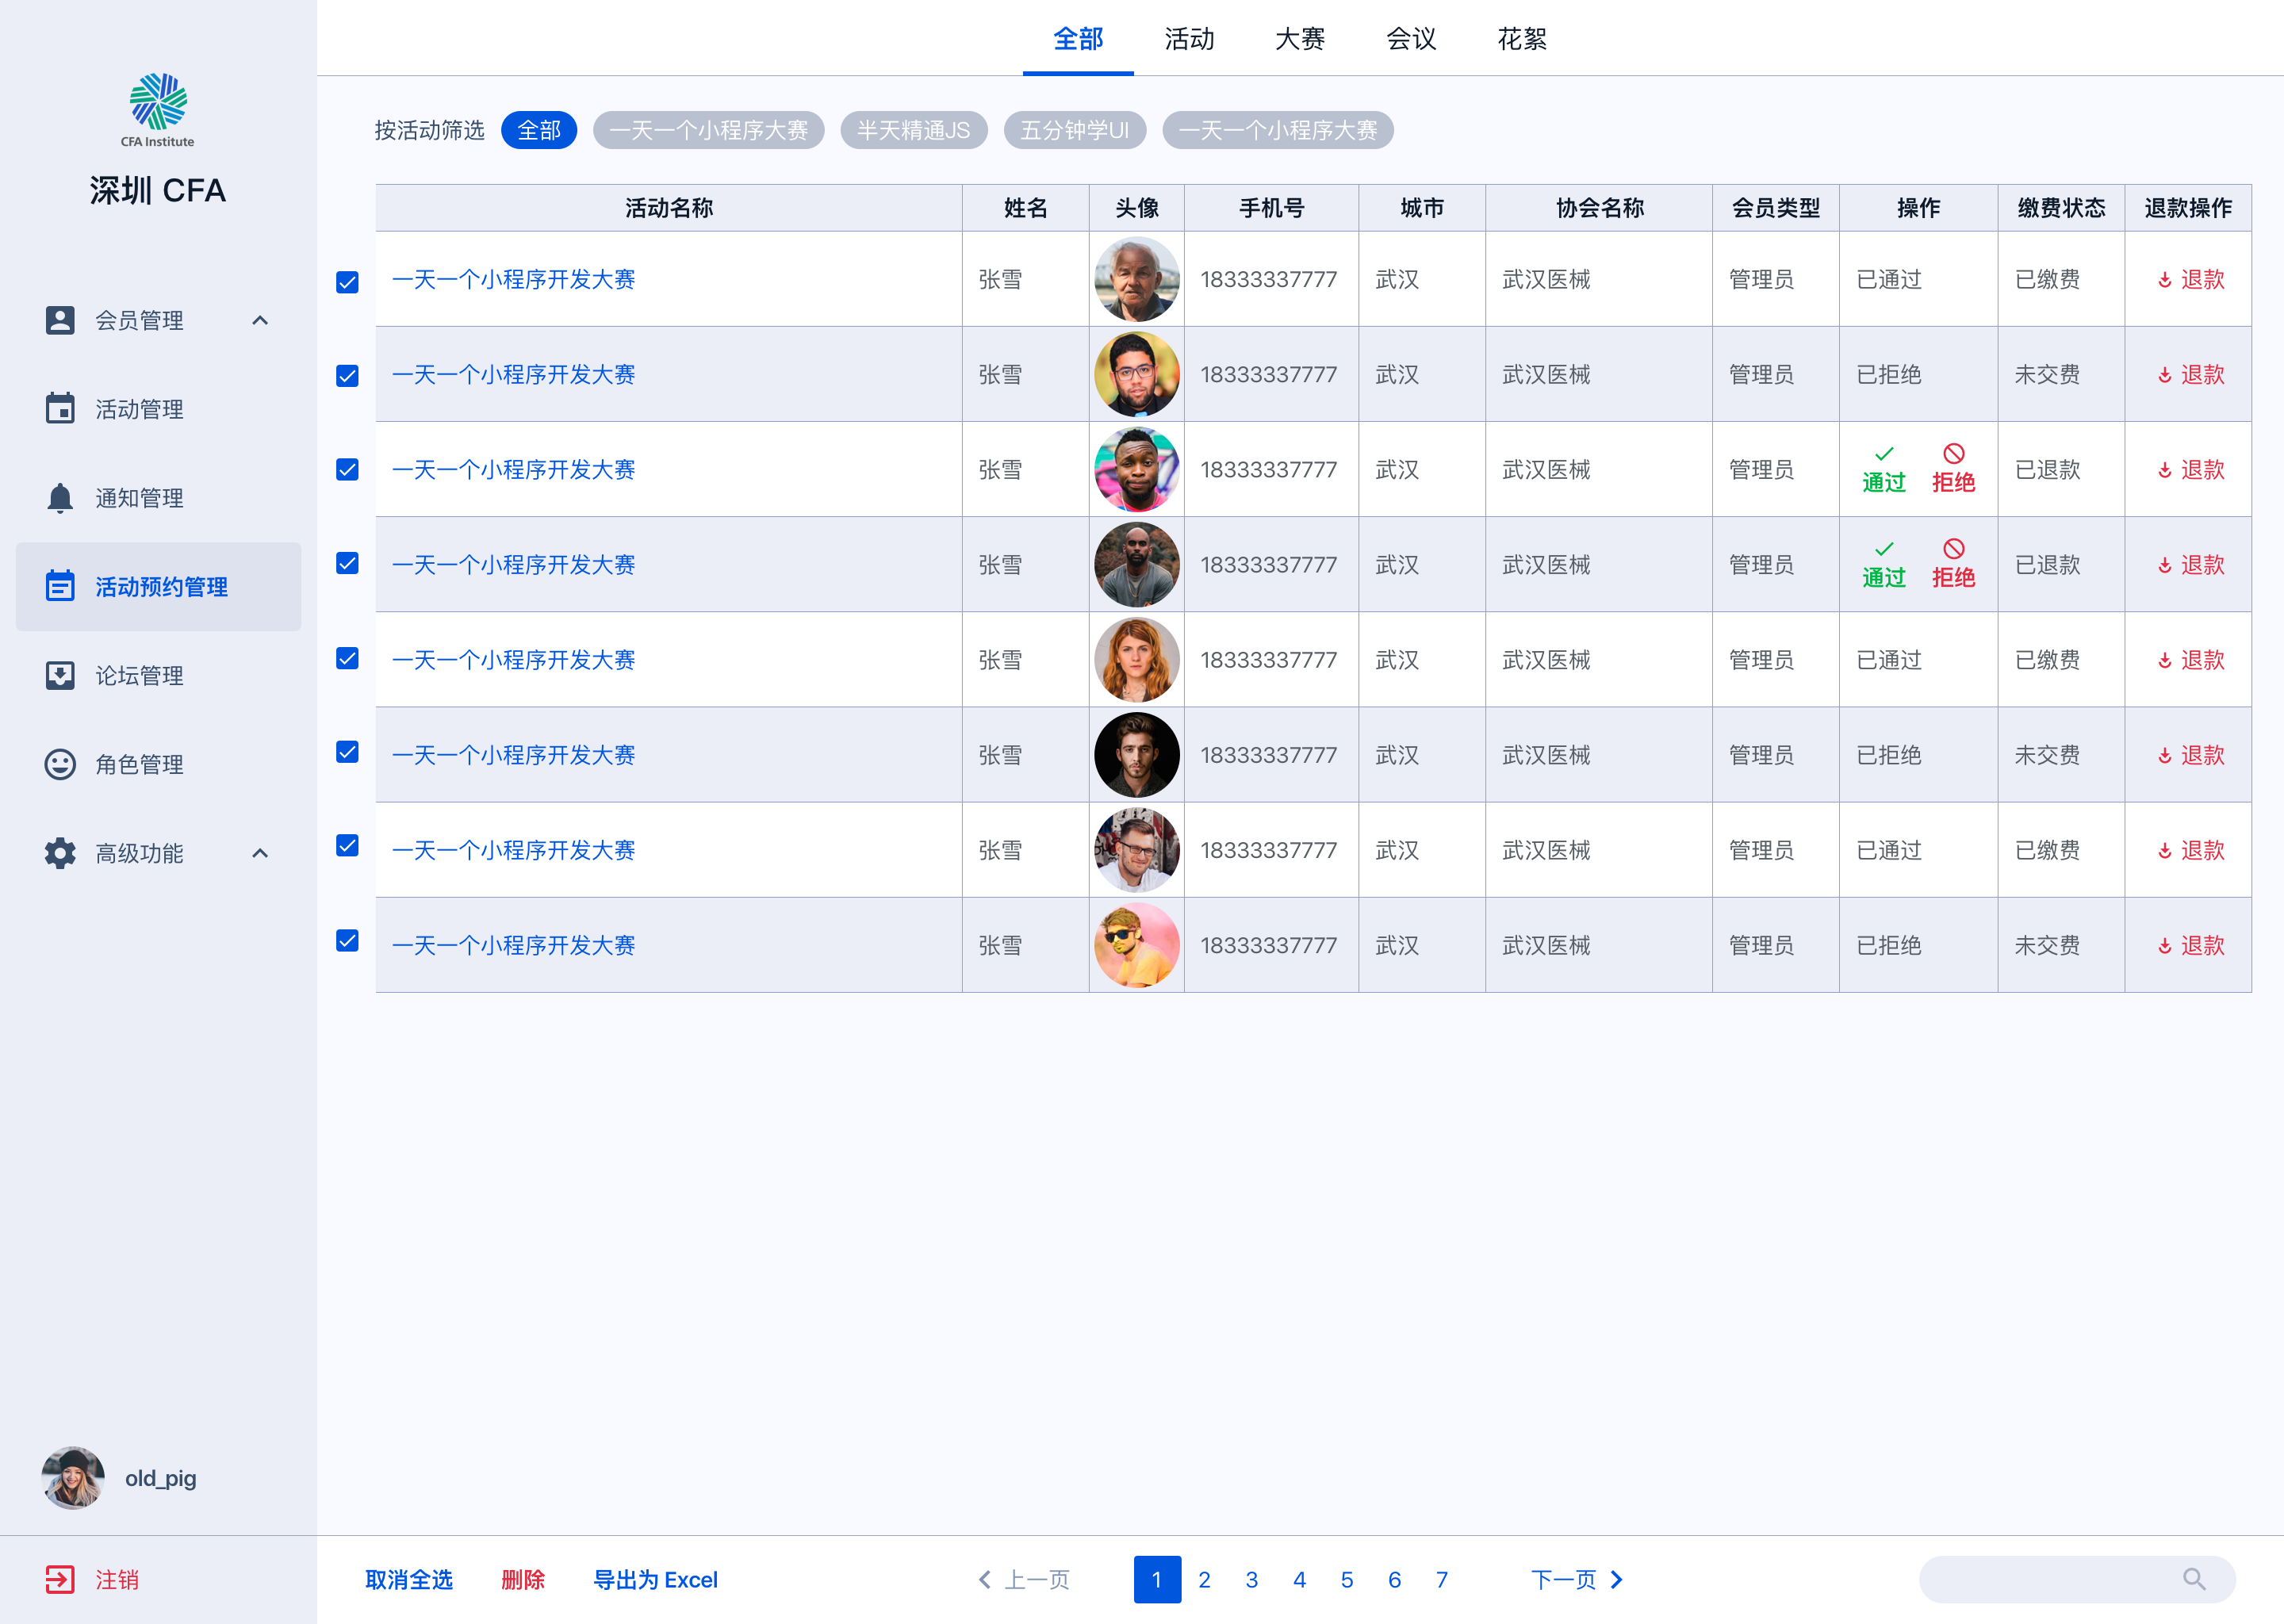 CFA Institute
深圳 CFA
会员管理
活动管理
通知管理
活动预约管理
论坛管理
角色管理
高级功能
old_pig
注销
全部 活动 大赛 会议 花絮
按活动筛选 全部 一天一个小程序大赛 半天精通JS 五分钟学UI 一天一个小程序大赛
活动名称 姓名 头像 手机号 城市 协会名称 会员类型 操作 缴费状态 退款操作
一天一个小程序开发大赛 张雪 18333337777 武汉 武汉医械 管理员 已通过 已缴费 退款
一天一个小程序开发大赛 张雪 18333337777 武汉 武汉医械 管理员 已拒绝 未交费 退款
一天一个小程序开发大赛 张雪 18333337777 武汉 武汉医械 管理员 通过 拒绝 已退款 退款
一天一个小程序开发大赛 张雪 18333337777 武汉 武汉医械 管理员 通过 拒绝 已退款 退款
一天一个小程序开发大赛 张雪 18333337777 武汉 武汉医械 管理员 已通过 已缴费 退款
一天一个小程序开发大赛 张雪 18333337777 武汉 武汉医械 管理员 已拒绝 未交费 退款
一天一个小程序开发大赛 张雪 18333337777 武汉 武汉医械 管理员 已通过 已缴费 退款
一天一个小程序开发大赛 张雪 18333337777 武汉 武汉医械 管理员 已拒绝 未交费 退款
取消全选 删除 导出为 Excel 上一页 1 2 3 4 5 6 7 下一页